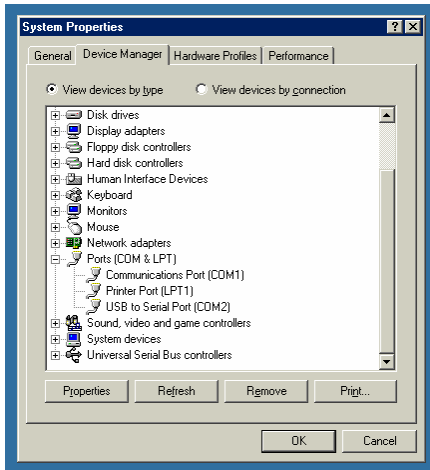 System Properties
General Device Manager Hardware Profiles Performance
View devices by type View devices by connection
Disk drives
Display adapters
Floppy disk controllers
Hard disk controllers
Human Interface Devices
Keyboard
Monitors
Mouse
Network adapters
Ports (COM & LPT)
Communications Port (COM1)
Printer Port (LPT1)
USB to Serial Port (COM2)
Sound, video and game controllers
System devices
Universal Serial Bus controllers
Properties Refresh Remove Print...
OK Cancel